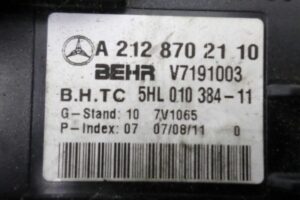 A 212 870 21 10
BEHR V7191003
B.H.TC 5HL 010 384-11
G-Stand: 10 7V1065
P-Index: 07 07/08/11 0